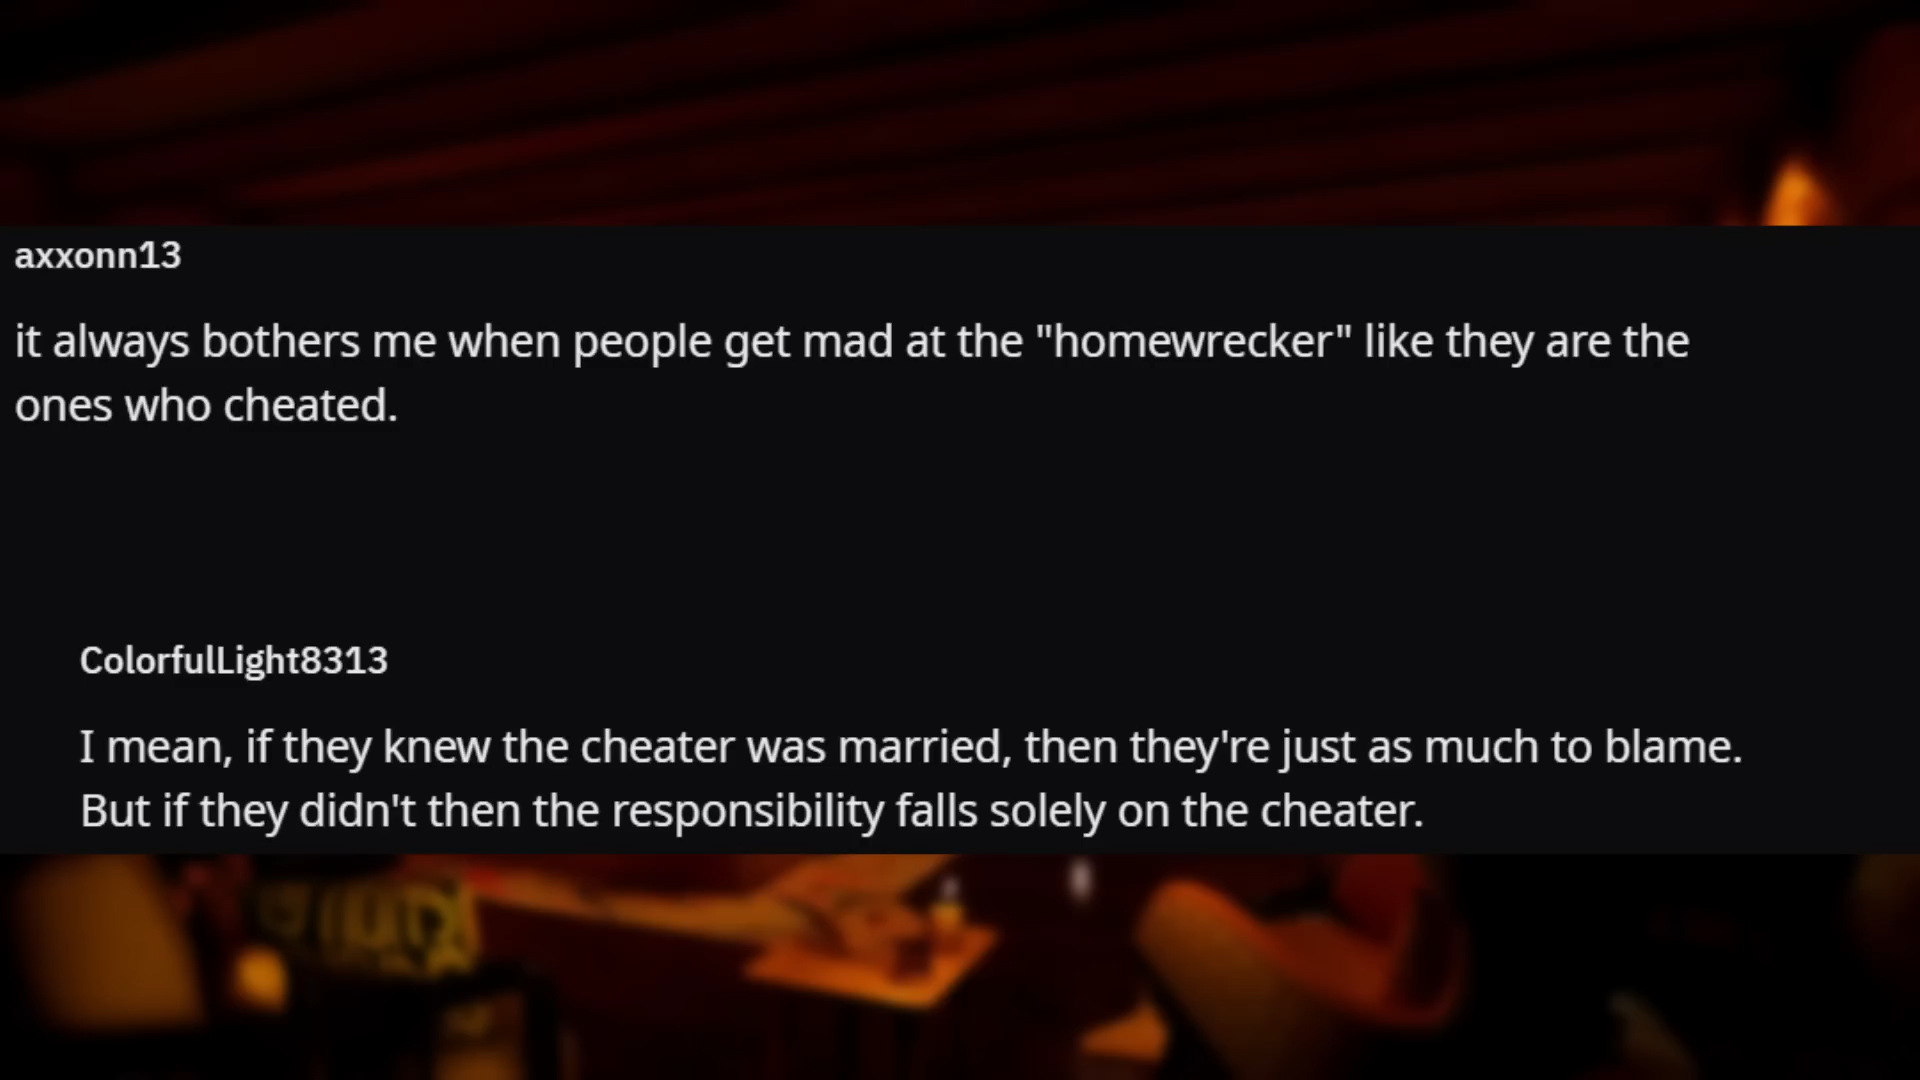 axxonn13
it always bothers me when people get mad at the "homewrecker" like they are the
ones who cheated.
ColorfulLight8313
I mean, if they knew the cheater was married, then they're just as much to blame.
But if they didn't then the responsibility falls solely on the cheater.